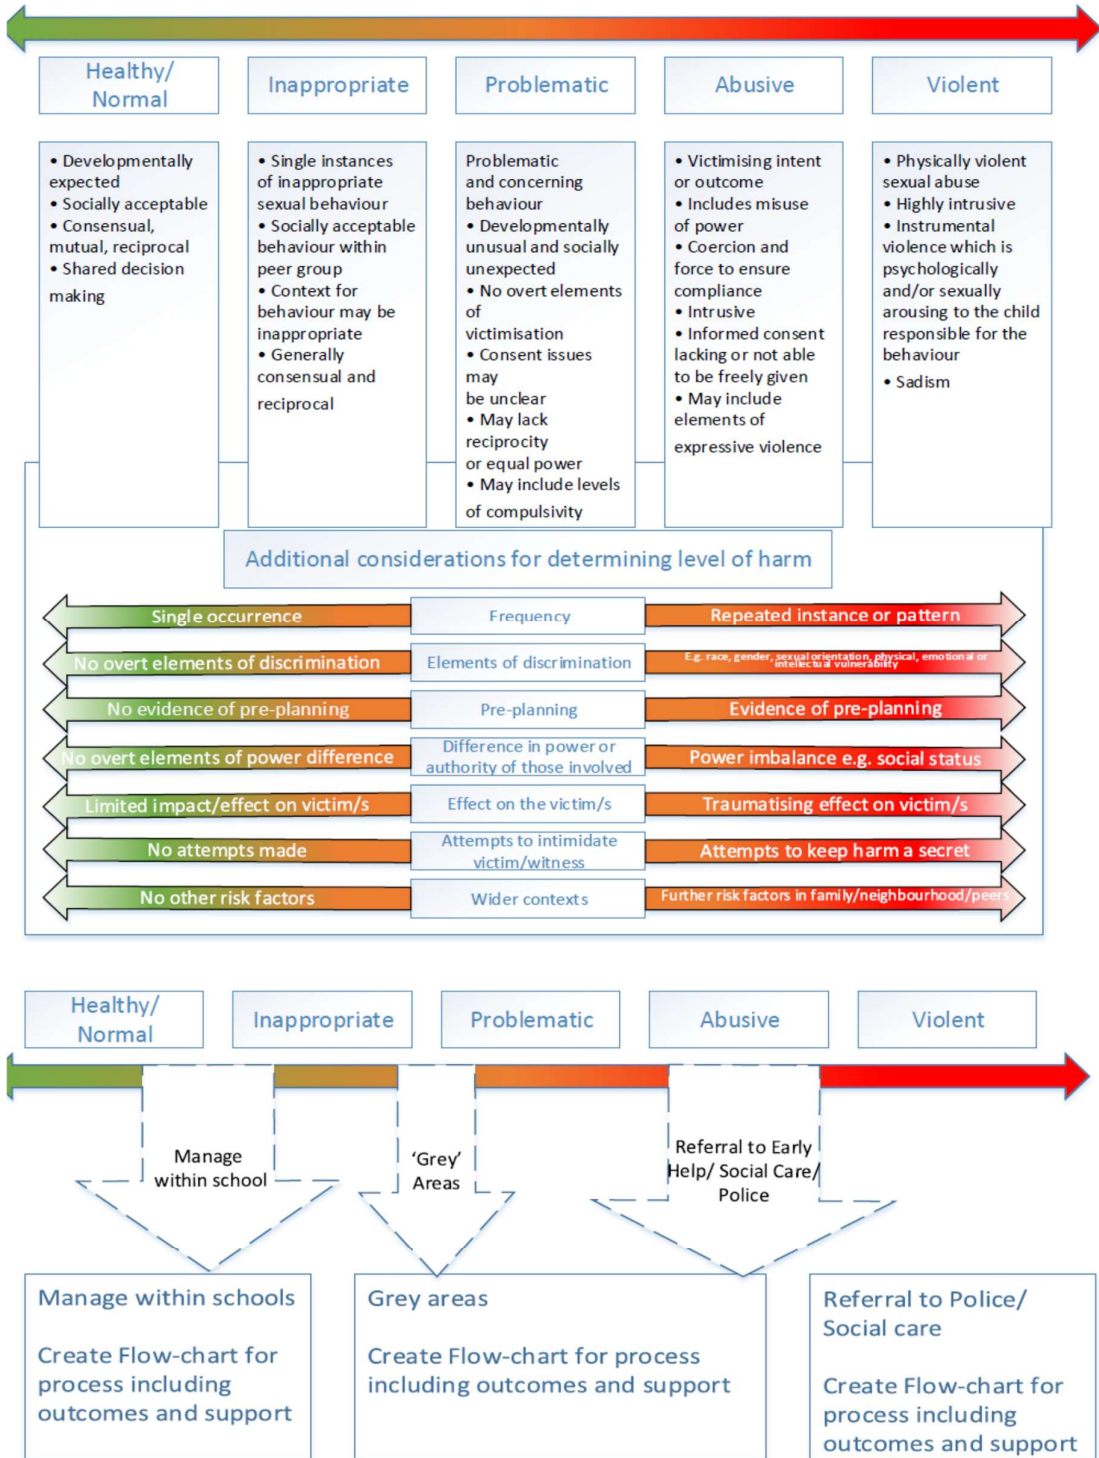 Healthy/
Normal
Inappropriate
Problematic
Abusive
Violent
• Developmentally
expected
• Socially acceptable
• Consensual,
mutual, reciprocal
• Shared decision
making
• Single instances
of inappropriate
sexual behaviour
• Socially acceptable
behaviour within
peer group
• Context for
behaviour may be
inappropriate
• Generally
consensual and
reciprocal
Problematic
and concerning
behaviour
• Developmentally
unusual and socially
unexpected
• No overt elements
of
victimisation
• Consent issues
may
be unclear
• May lack
reciprocity
or equal power
• May include levels
of compulsivity
• Victimising intent
or outcome
• Includes misuse
of power
• Coercion and
force to ensure
compliance
• Intrusive
• Informed consent
lacking or not able
to be freely given
• May include
elements of
expressive violence
• Physically violent
sexual abuse
• Highly intrusive
• Instrumental
violence which is
psychologically
and/or sexually
arousing to the child
responsible for the
behaviour
• Sadism
Additional considerations for determining level of harm
Single occurrence
Frequency
Repeated instance or pattern
No overt elements of discrimination
Elements of discrimination
E.g. race, gender, sexual orientation, physical, emotional or
intellectual vulnerability
No evidence of pre-planning
Pre-planning
Evidence of pre-planning
No overt elements of power difference
Difference in power or
authority of those involved
Power imbalance e.g. social status
Limited impact/effect on victim/s
Effect on the victim/s
Traumatising effect on victim/s
No attempts made
Attempts to intimidate
victim/witness
Attempts to keep harm a secret
No other risk factors
Wider contexts
Further risk factors in family/neighbourhood/peers
Healthy/
Normal
Inappropriate
Problematic
Abusive
Violent
Manage
within school
‘Grey’
Areas
Referral to Early
Help/ Social Care/
Police
Manage within schools
Create Flow-chart for
process including
outcomes and support
Grey areas
Create Flow-chart for process
including outcomes and support
Referral to Police/
Social care
Create Flow-chart for
process including
outcomes and support